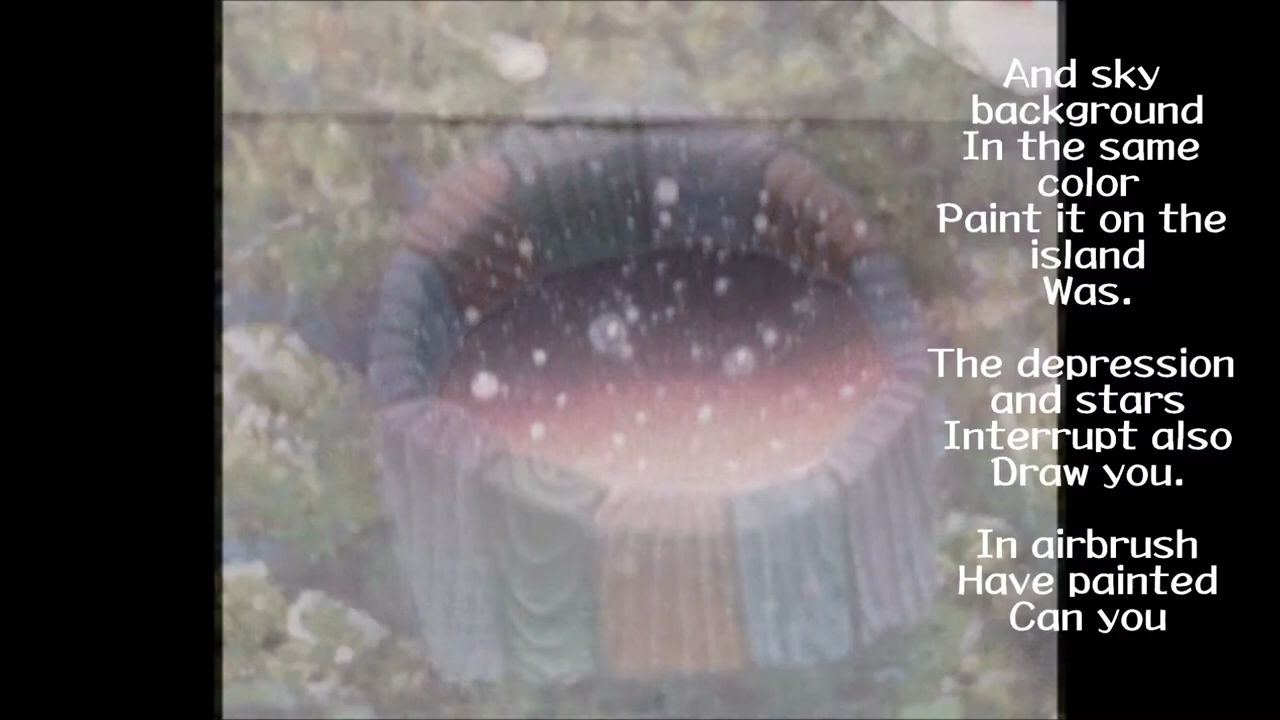 And sky
background
In the same
color
Paint it on the
island
Was.
The depression
and stars
Interrupt also
Draw you.
In airbrush
Have painted
Can you